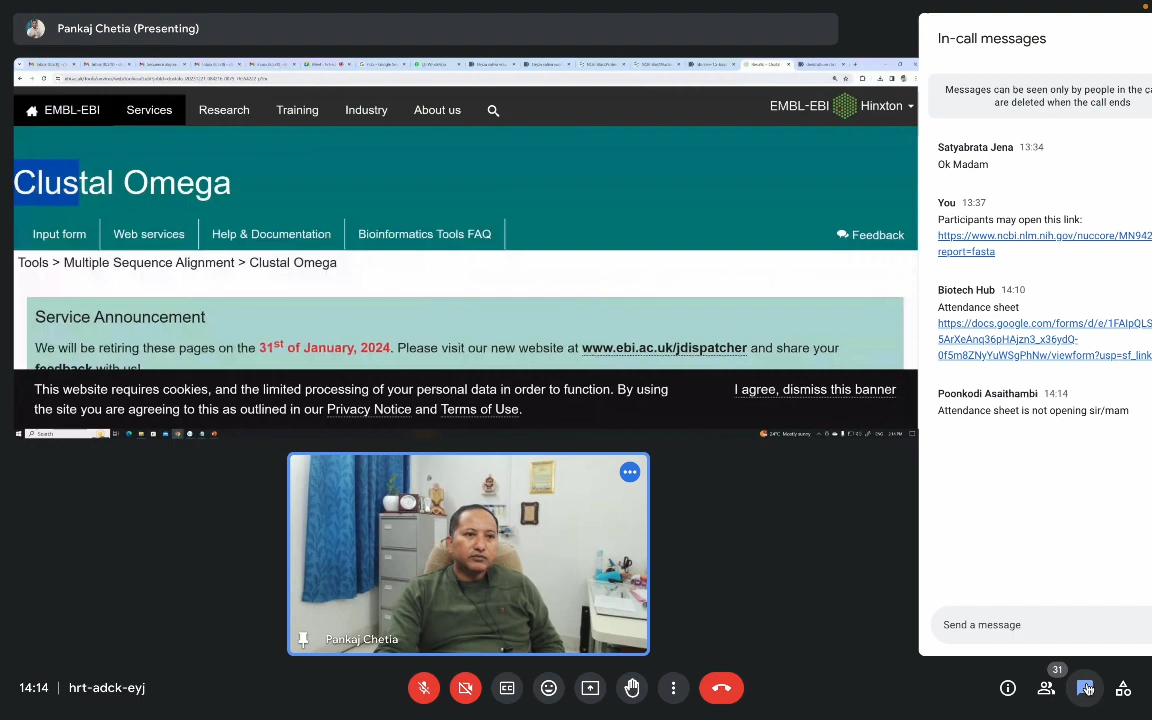 Pankaj Chetia (Presenting)
EMBL-EBI
Services
Research
Training
Industry
About us
EMBL-EBI
Hinxton
Clustal Omega
Input form
Web services
Help & Documentation
Bioinformatics Tools FAQ
Feedback
Tools > Multiple Sequence Alignment > Clustal Omega
Service Announcement
We will be retiring these pages on the 31st of January, 2024. Please visit our new website at www.ebi.ac.uk/jdispatcher and share your
feedback with us!
This website requires cookies, and the limited processing of your personal data in order to function. By using
the site you are agreeing to this as outlined in our Privacy Notice and Terms of Use.
I agree, dismiss this banner
Search
24°C Mostly sunny
Pankaj Chetia
In-call messages
Messages can be seen only by people in the
are deleted when the call ends
Satyabrata Jena 13:34
Ok Madam
You 13:37
Participants may open this link:
https://www.ncbi.nlm.nih.gov/nuccore/MN942
report=fasta
Biotech Hub 14:10
Attendance sheet
https://docs.google.com/forms/d/e/1FAIpQLS
5ArXeAnq36pHAjzn3_x36ydQ-
0f5m8ZNyYuWSgPhNw/viewform?usp=sf_link
Poonkodi Asaithambi 14:14
Attendance sheet is not opening sir/mam
Send a message
14:14 | hrt-adck-eyj
31